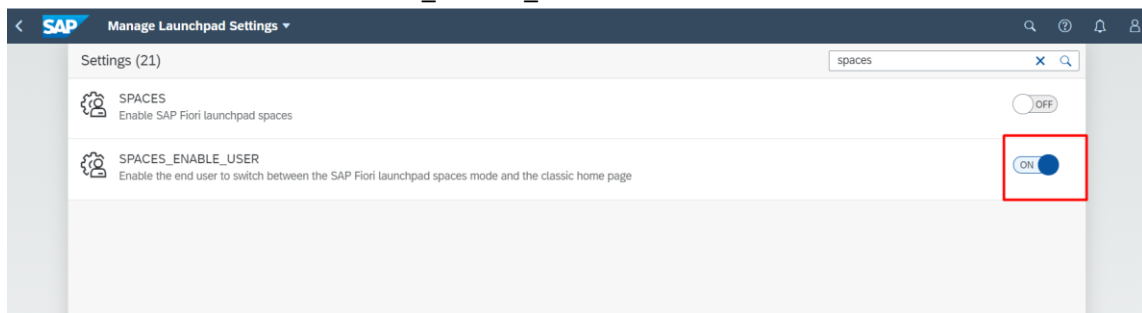 SAP Manage Launchpad Settings
Settings (21)
spaces
SPACES
Enable SAP Fiori launchpad spaces
OFF
SPACES_ENABLE_USER
Enable the end user to switch between the SAP Fiori launchpad spaces mode and the classic home page
ON